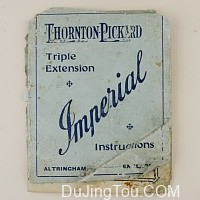 THORNTON-PICKARD
Triple
Extension
Imperial
Instructions
ALTRINCHAM,
DuJingTou.COM